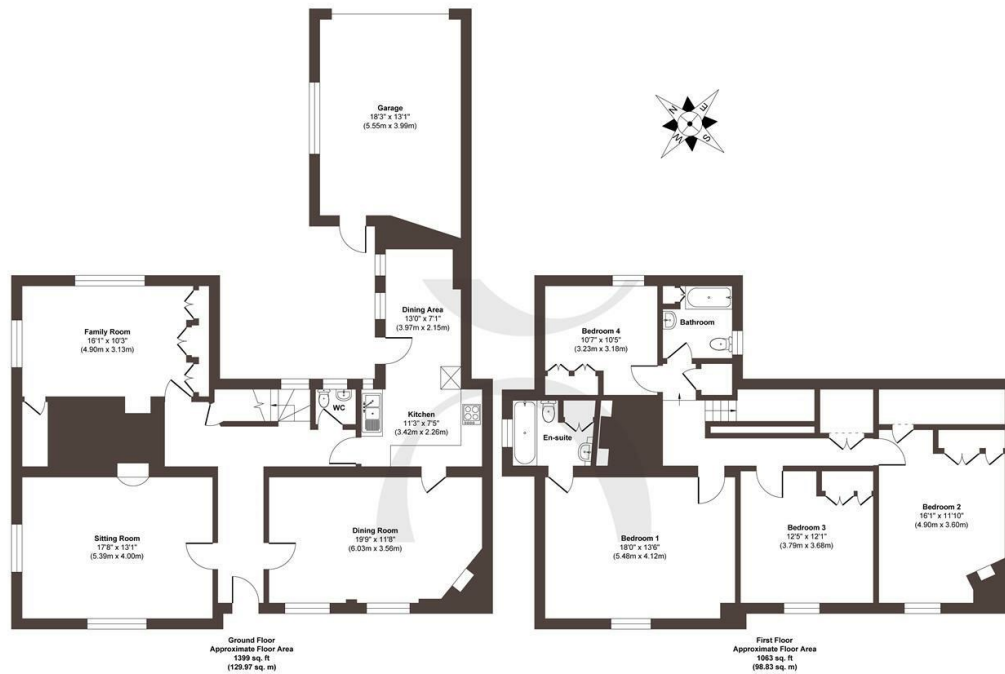 Garage
18'3" x 13'1"
(5.55m x 3.99m)
N
E
S
W
Dining Area
13'0" x 7'1"
(3.97m x 2.15m)
Family Room
16'1" x 10'3"
(4.90m x 3.13m)
WC
Kitchen
11'3" x 7'5"
(3.42m x 2.26m)
Sitting Room
17'8" x 13'1"
(5.39m x 4.00m)
Dining Room
19'9" x 11'8"
(6.03m x 3.56m)
Ground Floor
Approximate Floor Area
1399 sq. ft
(129.97 sq. m)
Bedroom 4
10'7" x 10'5"
(3.23m x 3.18m)
Bathroom
En-suite
Bedroom 1
18'0" x 13'6"
(5.48m x 4.12m)
Bedroom 3
12'5" x 12'1"
(3.79m x 3.68m)
Bedroom 2
16'1" x 11'10"
(4.90m x 3.60m)
First Floor
Approximate Floor Area
1063 sq. ft
(98.83 sq. m)